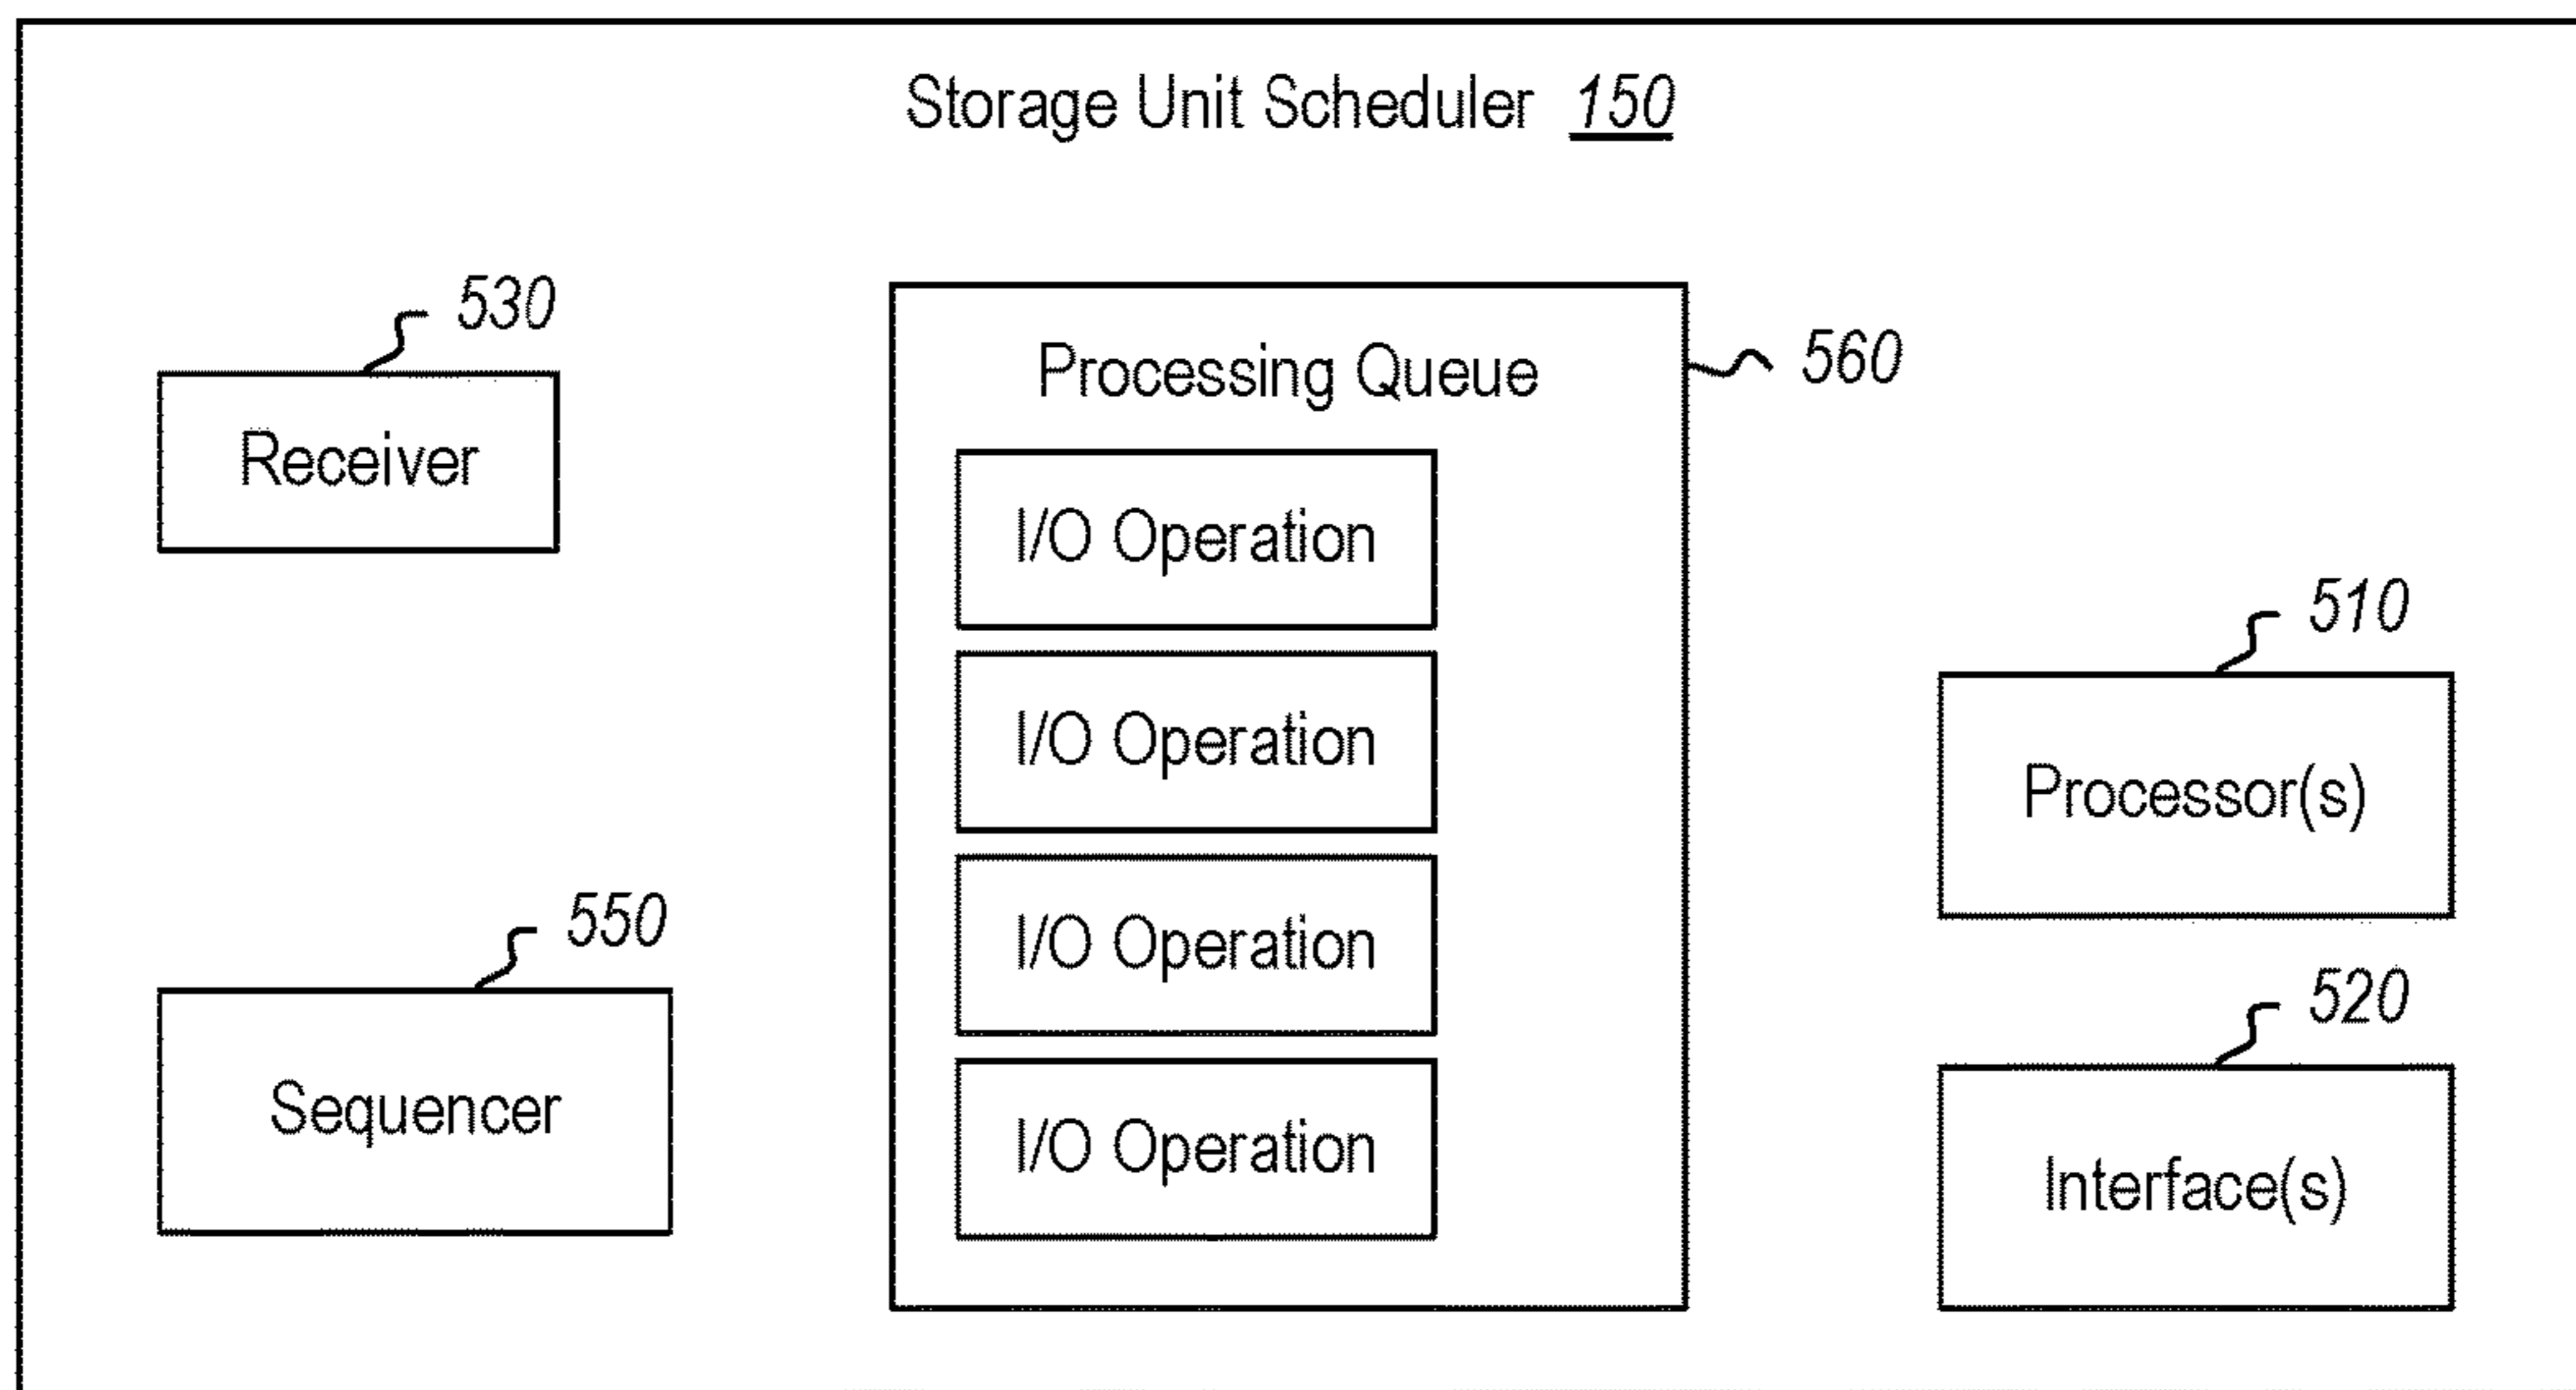 Storage Unit Scheduler 150
530
Receiver
Processing Queue
560
I/O Operation
I/O Operation
I/O Operation
I/O Operation
550
Sequencer
510
Processor(s)
520
Interface(s)